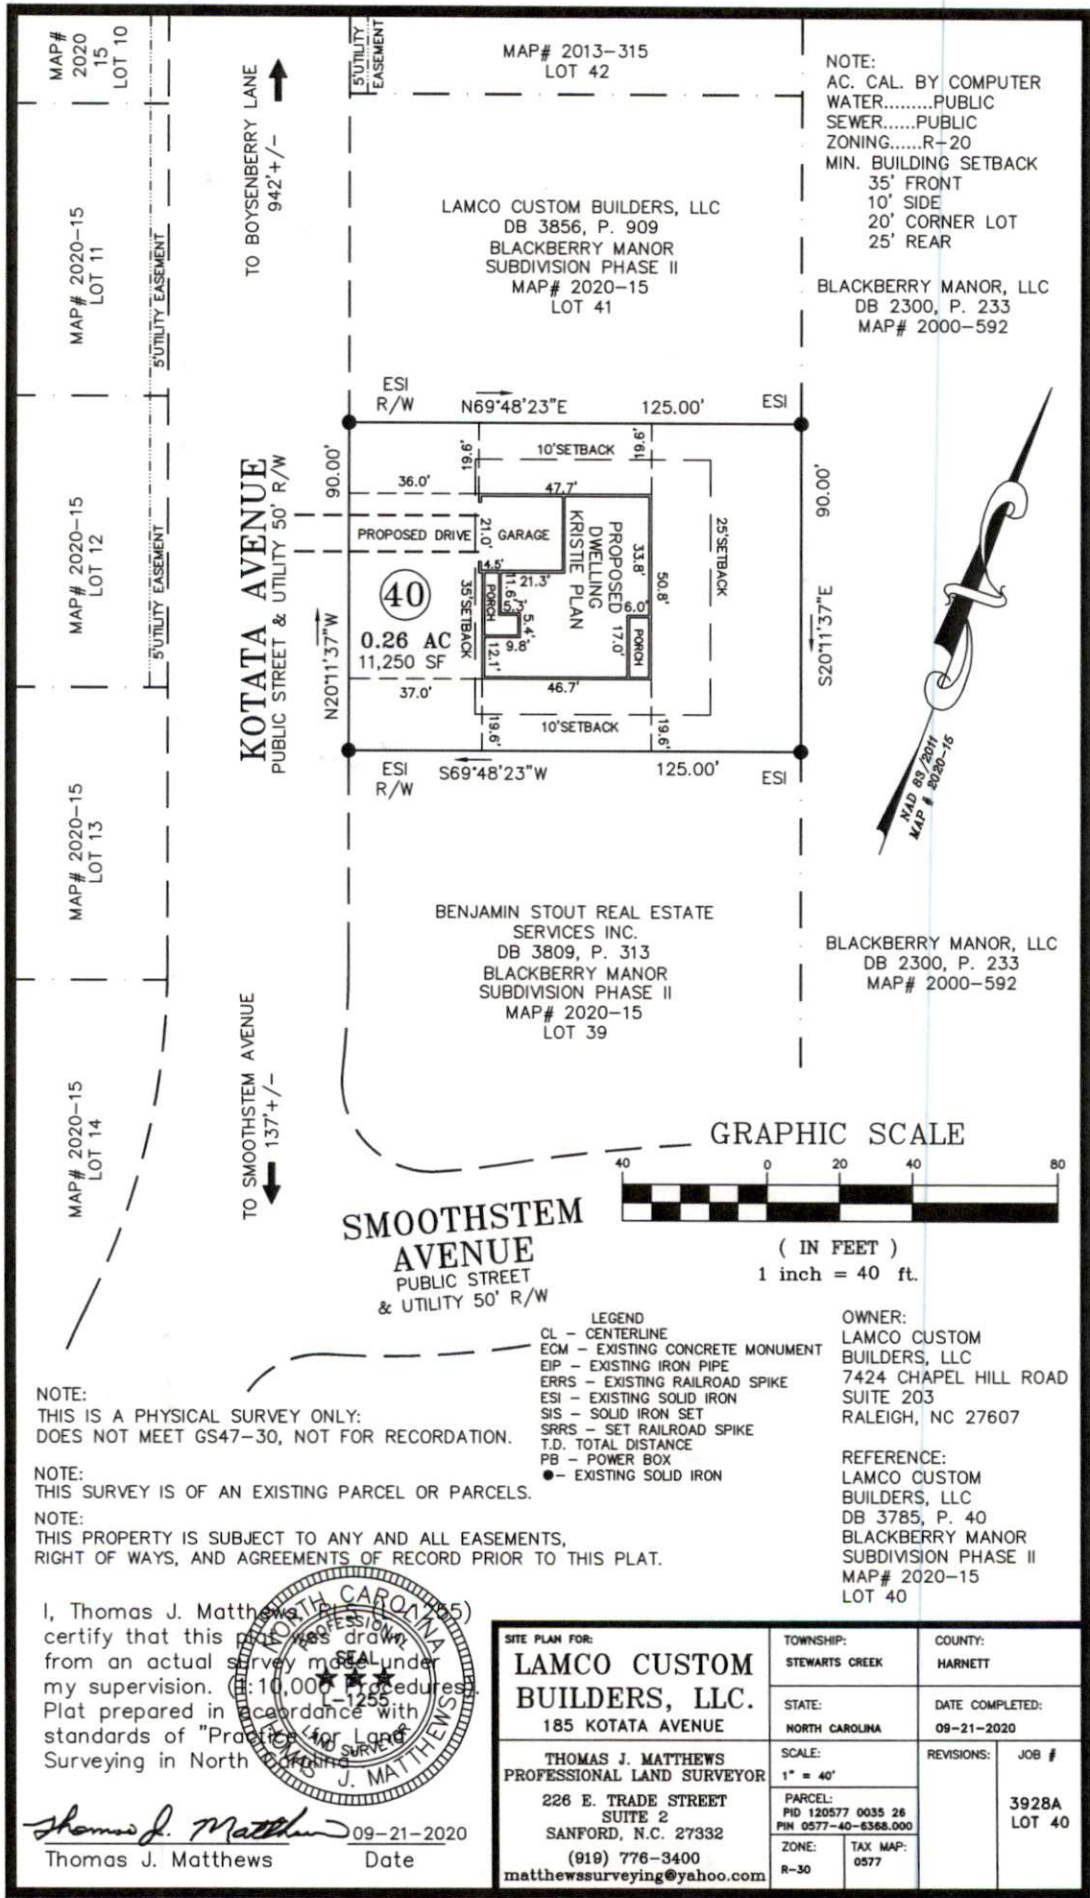 MAP#
2020
15
LOT 10
5'UTILITY
EASEMENT
MAP# 2013-315
LOT 42
NOTE:
AC. CAL. BY COMPUTER
WATER.........PUBLIC
SEWER......PUBLIC
ZONING......R-20
MIN. BUILDING SETBACK
35' FRONT
10' SIDE
20' CORNER LOT
25' REAR
TO BOYSENBERRY LANE
942'+/-
LAMCO CUSTOM BUILDERS, LLC
DB 3856, P. 909
BLACKBERRY MANOR
SUBDIVISION PHASE II
MAP# 2020-15
LOT 41
MAP# 2020-15
LOT 11
5'UTILITY EASEMENT
BLACKBERRY MANOR, LLC
DB 2300, P. 233
MAP# 2000-592
ESI
R/W
N69°48'23"E
125.00'
ESI
MAP# 2020-15
LOT 12
5'UTILITY EASEMENT
KOTATA AVENUE
PUBLIC STREET & UTILITY 50' R/W
90.00'
N20°11'37"W
36.0'
19.6'
10'SETBACK
19.6'
47.7'
PROPOSED DRIVE
21.0'
GARAGE
PROPOSED
DWELLING
KRISTIE PLAN
33.8'
50.8'
25'SETBACK
90.00'
S20°11'37"E
40
0.26 AC
11,250 SF
35'SETBACK
4.5'
PORCH
11.6'
21.3'
5.3'
5.4'
9.8'
12.1'
6.0'
17.0'
PORCH
37.0'
46.7'
19.6'
10'SETBACK
19.6'
ESI
R/W
S69°48'23"W
125.00'
ESI
NAD 83/2011
MAP # 2020-15
MAP# 2020-15
LOT 13
BENJAMIN STOUT REAL ESTATE
SERVICES INC.
DB 3809, P. 313
BLACKBERRY MANOR
SUBDIVISION PHASE II
MAP# 2020-15
LOT 39
BLACKBERRY MANOR, LLC
DB 2300, P. 233
MAP# 2000-592
MAP# 2020-15
LOT 14
TO SMOOTHSTEM AVENUE
137'+/-
SMOOTHSTEM
AVENUE
PUBLIC STREET
& UTILITY 50' R/W
GRAPHIC SCALE
40 0 20 40 80
( IN FEET )
1 inch = 40 ft.
LEGEND
CL - CENTERLINE
ECM - EXISTING CONCRETE MONUMENT
EIP - EXISTING IRON PIPE
ERRS - EXISTING RAILROAD SPIKE
ESI - EXISTING SOLID IRON
SIS - SOLID IRON SET
SRRS - SET RAILROAD SPIKE
T.D. TOTAL DISTANCE
PB - POWER BOX
●- EXISTING SOLID IRON
OWNER:
LAMCO CUSTOM
BUILDERS, LLC
7424 CHAPEL HILL ROAD
SUITE 203
RALEIGH, NC 27607
REFERENCE:
LAMCO CUSTOM
BUILDERS, LLC
DB 3785, P. 40
BLACKBERRY MANOR
SUBDIVISION PHASE II
MAP# 2020-15
LOT 40
NOTE:
THIS IS A PHYSICAL SURVEY ONLY:
DOES NOT MEET GS47-30, NOT FOR RECORDATION.
NOTE:
THIS SURVEY IS OF AN EXISTING PARCEL OR PARCELS.
NOTE:
THIS PROPERTY IS SUBJECT TO ANY AND ALL EASEMENTS,
RIGHT OF WAYS, AND AGREEMENTS OF RECORD PRIOR TO THIS PLAT.
I, Thomas J. Matthews, RLS (L-1255)
certify that this plat was drawn
from an actual survey made under
my supervision. (1:10,000 Procedures).
Plat prepared in accordance with
standards of "Practice for Land
Surveying in North Carolina
NORTH CAROLINA
PROFESSIONAL
SEAL
L-1255
LAND SURVEYOR
THOMAS J. MATTHEWS
Thomas J. Matthews 09-21-2020
Thomas J. Matthews Date
SITE PLAN FOR:
LAMCO CUSTOM
BUILDERS, LLC.
185 KOTATA AVENUE
THOMAS J. MATTHEWS
PROFESSIONAL LAND SURVEYOR
226 E. TRADE STREET
SUITE 2
SANFORD, N.C. 27332
(919) 776-3400
matthewssurveying@yahoo.com
TOWNSHIP:
STEWARTS CREEK
COUNTY:
HARNETT
STATE:
NORTH CAROLINA
DATE COMPLETED:
09-21-2020
SCALE:
1" = 40'
REVISIONS:
JOB #
3928A
LOT 40
PARCEL:
PID 120577 0035 26
PIN 0577-40-6368.000
ZONE:
R-30
TAX MAP:
0577